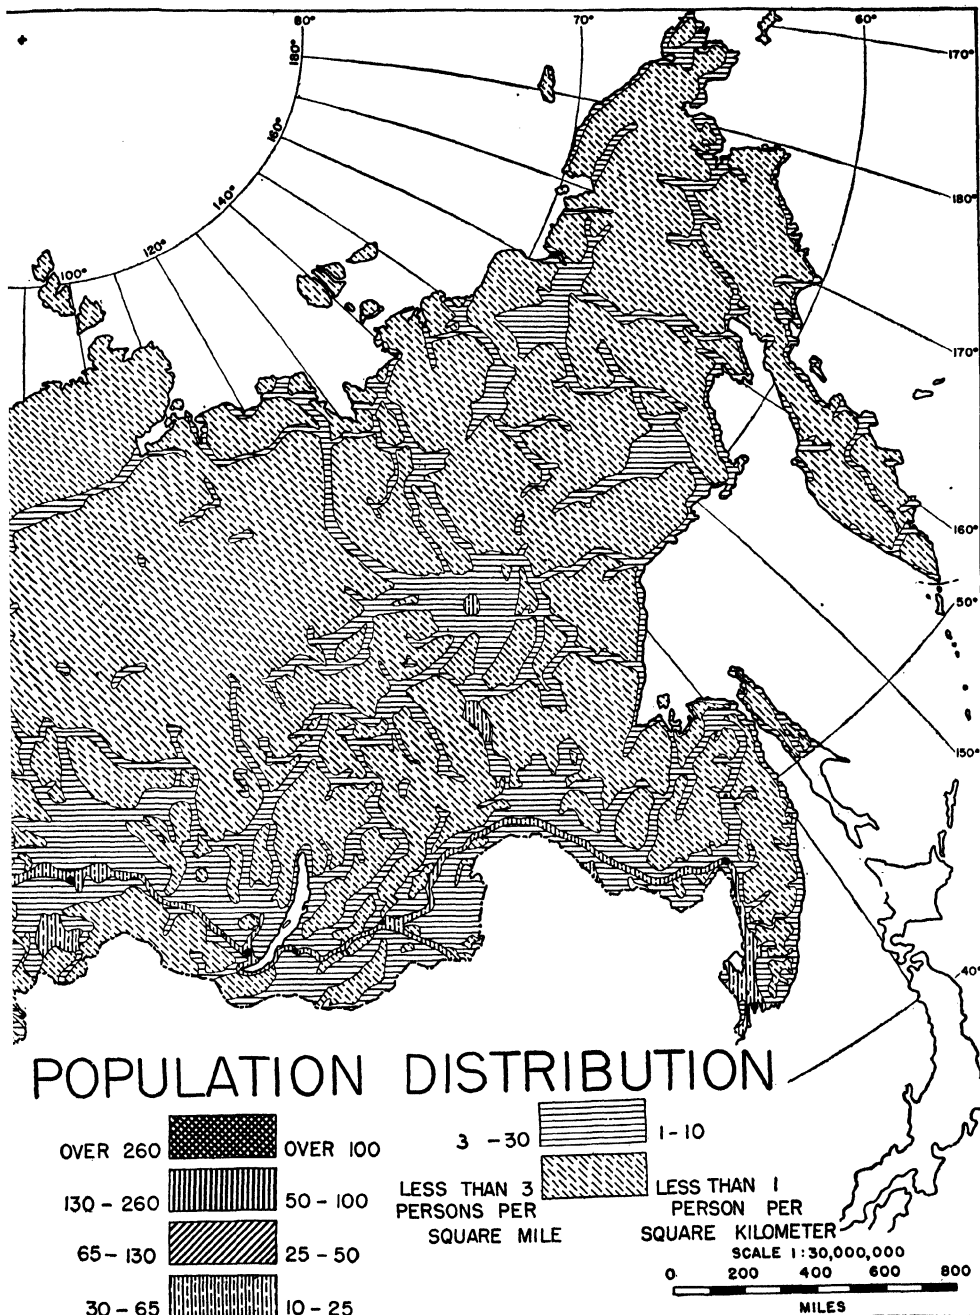 80°
70°
60°
180°
170°
160°
140°
180°
120°
100°
170°
160°
50°
150°
40°
POPULATION DISTRIBUTION
OVER 260 OVER 100
130 - 260 50 - 100
65 - 130 25 - 50
30 - 65 10 - 25
3 - 30 1 - 10
LESS THAN 3
PERSONS PER
SQUARE MILE
LESS THAN 1
PERSON PER
SQUARE KILOMETER
SCALE 1:30,000,000
0 200 400 600 800
MILES